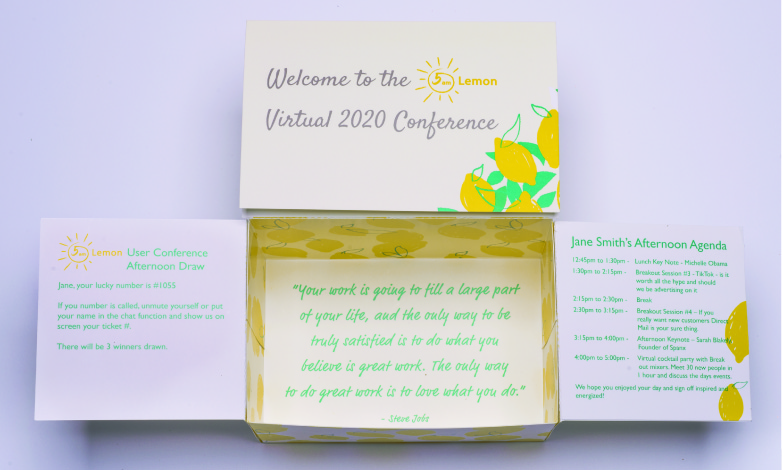 Welcome to the 5am Lemon
Virtual 2020 Conference
5am Lemon User Conference
Afternoon Draw
Jane, your lucky number is #1055
If you number is called, unmute yourself or put
your name in the chat function and show us on
screen your ticket #.
There will be 3 winners drawn.
"Your work is going to fill a large part
of your life, and the only way to be
truly satisfied is to do what you
believe is great work. The only way
to do great work is to love what you do."
- Steve Jobs
Jane Smith's Afternoon Agenda
12:45pm to 1:30pm - Lunch Key Note - Michelle Obama
1:30pm to 2:15pm - Breakout Session #3 - TikTok - is it
worth all the hype and should
we be advertising on it
2:15pm to 2:30pm - Break
2:30pm to 3:15pm - Breakout Session #4 - If you
really want new customers Direct
Mail is your sure thing
3:15pm to 4:00pm - Afternoon Keynote - Sarah Blakely
Founder of Spanx
4:00pm to 5:00pm - Virtual cocktail party with Break
out mixers. Meet 30 new people in
1 hour and discuss the days events.
We hope you enjoyed your day and sign off inspired and
energized!